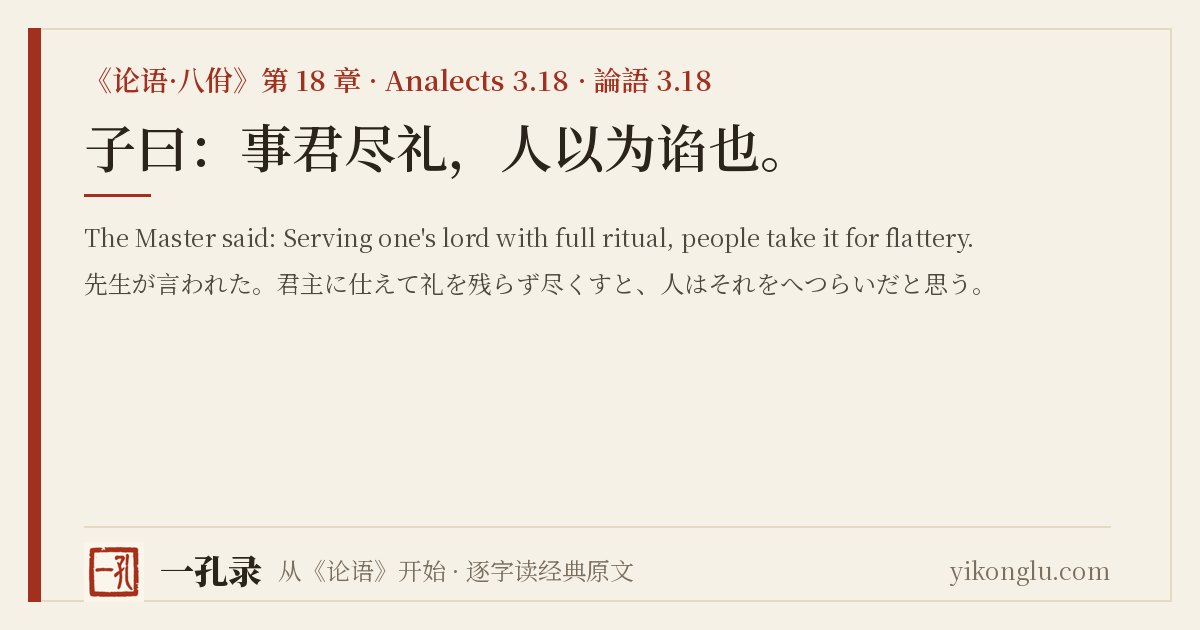 《论语·八佾》第 18 章 · Analects 3.18 · 論語 3.18
子曰：事君尽礼，人以为谄也。
The Master said: Serving one's lord with full ritual, people take it for flattery.
先生が言われた。君主に仕えて礼を残らず尽くすと、人はそれをへつらいだと思う。
一孔
一孔录 从《论语》开始 · 逐字读经典原文
yikonglu.com